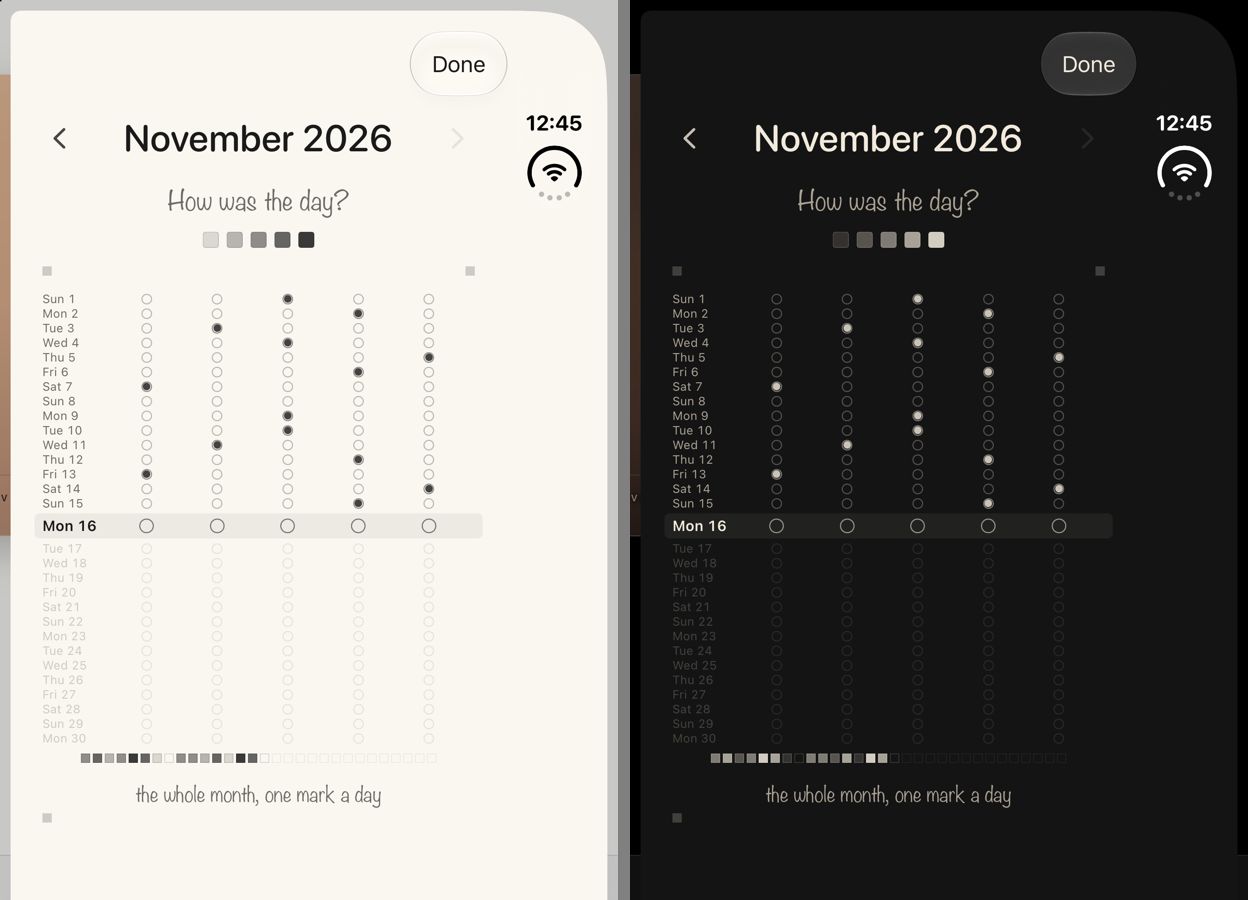 Done
12:45
November 2026
How was the day?
Sun 1
Mon 2
Tue 3
Wed 4
Thu 5
Fri 6
Sat 7
Sun 8
Mon 9
Tue 10
Wed 11
Thu 12
Fri 13
Sat 14
Sun 15
Mon 16
Tue 17
Wed 18
Thu 19
Fri 20
Sat 21
Sun 22
Mon 23
Tue 24
Wed 25
Thu 26
Fri 27
Sat 28
Sun 29
Mon 30
the whole month, one mark a day
v
Done
12:45
November 2026
How was the day?
Sun 1
Mon 2
Tue 3
Wed 4
Thu 5
Fri 6
Sat 7
Sun 8
Mon 9
Tue 10
Wed 11
Thu 12
Fri 13
Sat 14
Sun 15
Mon 16
Tue 17
Wed 18
Thu 19
Fri 20
Sat 21
Sun 22
Mon 23
Tue 24
Wed 25
Thu 26
Fri 27
Sat 28
Sun 29
Mon 30
the whole month, one mark a day
v